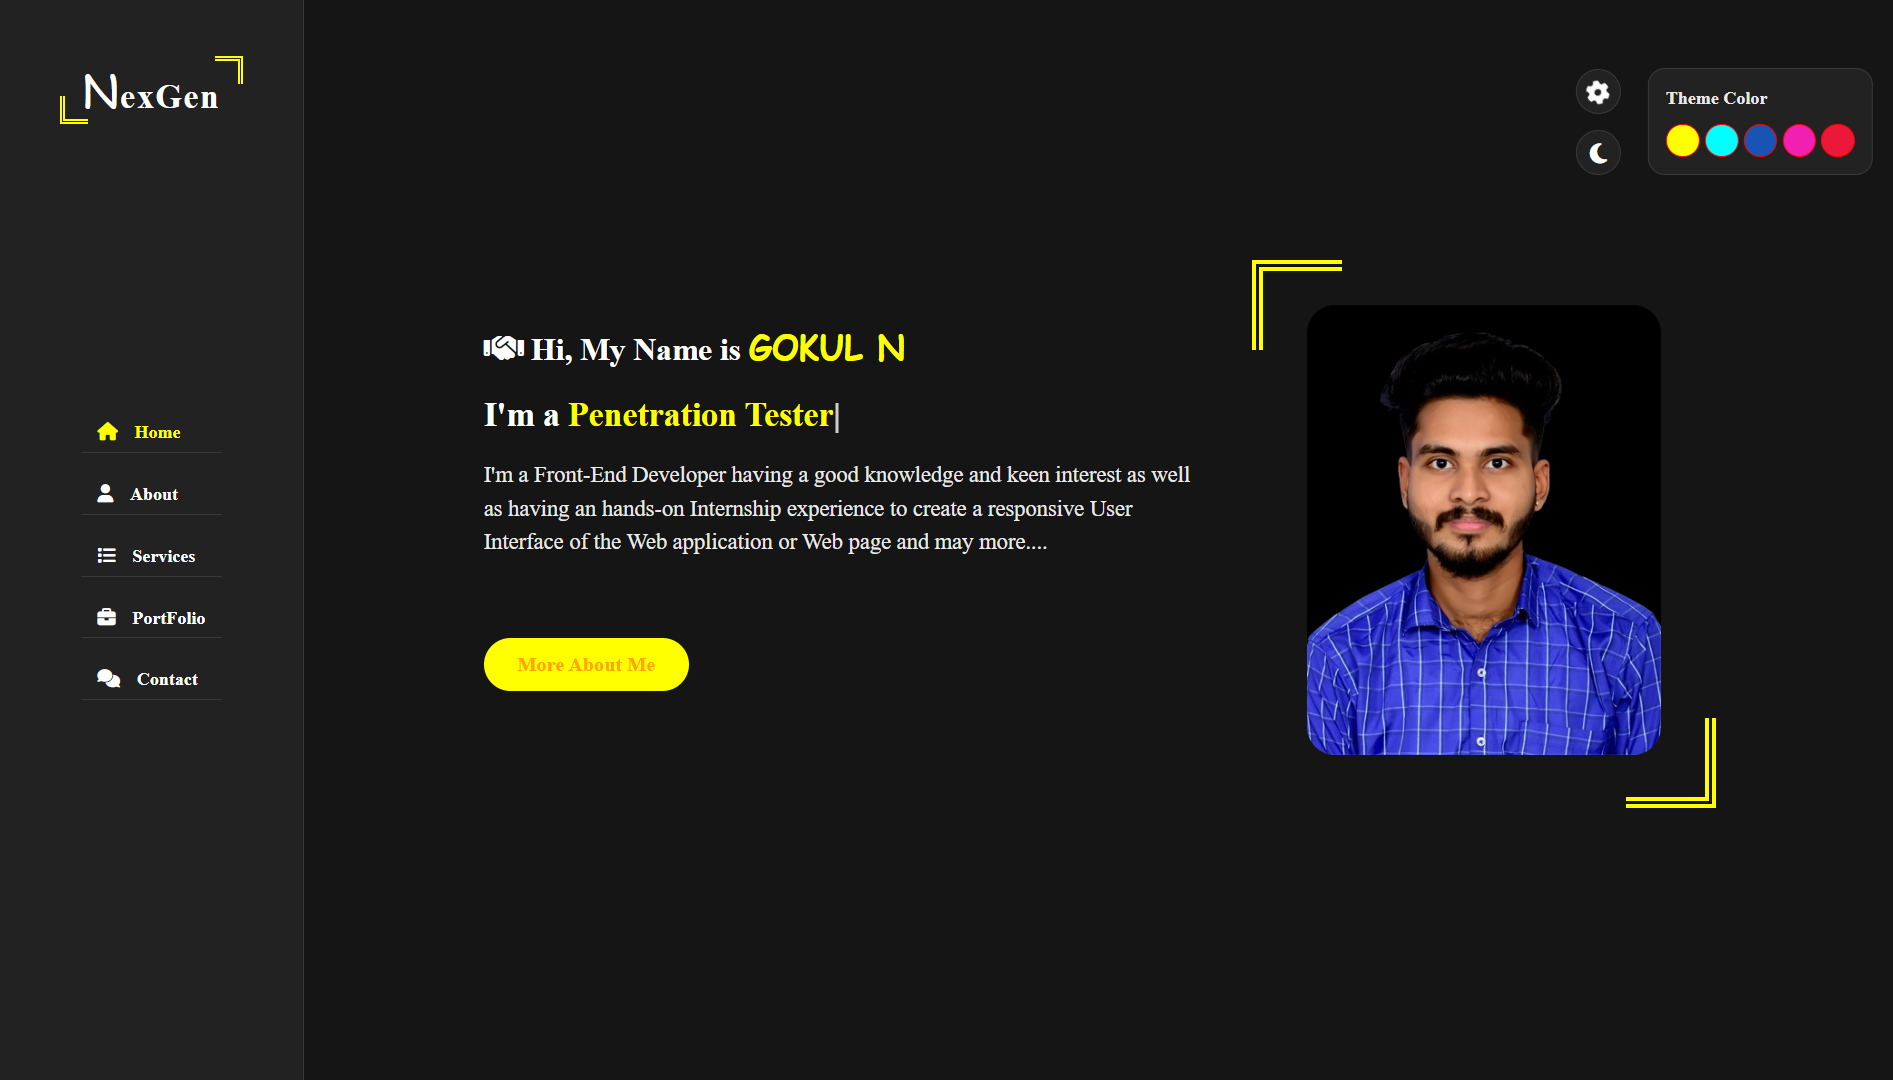 NexGen
Home
About
Services
PortFolio
Contact
Theme Color
Hi, My Name is GOKUL N
I'm a Penetration Tester|
I'm a Front-End Developer having a good knowledge and keen interest as well
as having an hands-on Internship experience to create a responsive User
Interface of the Web application or Web page and may more....
More About Me